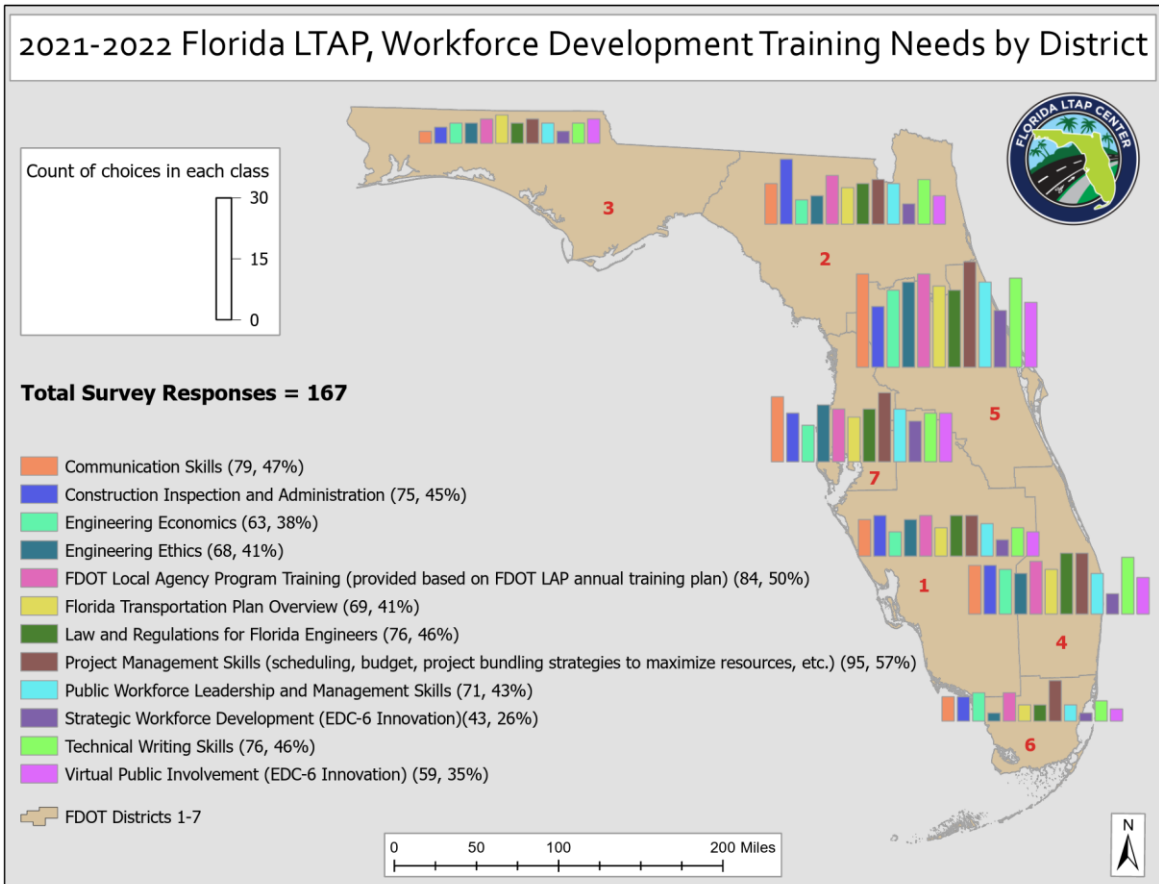 2021-2022 Florida LTAP, Workforce Development Training Needs by District
FLORIDA LTAP CENTER
Count of choices in each class
30
15
0
3
2
5
7
1
4
6
Total Survey Responses = 167
Communication Skills (79, 47%)
Construction Inspection and Administration (75, 45%)
Engineering Economics (63, 38%)
Engineering Ethics (68, 41%)
FDOT Local Agency Program Training (provided based on FDOT LAP annual training plan) (84, 50%)
Florida Transportation Plan Overview (69, 41%)
Law and Regulations for Florida Engineers (76, 46%)
Project Management Skills (scheduling, budget, project bundling strategies to maximize resources, etc.) (95, 57%)
Public Workforce Leadership and Management Skills (71, 43%)
Strategic Workforce Development (EDC-6 Innovation)(43, 26%)
Technical Writing Skills (76, 46%)
Virtual Public Involvement (EDC-6 Innovation) (59, 35%)
FDOT Districts 1-7
0 50 100 200 Miles
N